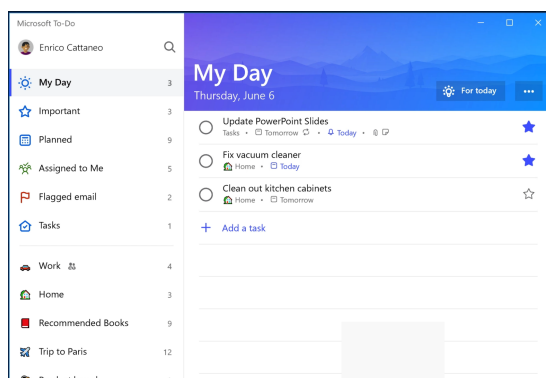 Microsoft To-Do
Enrico Cattaneo
My Day 3
Important 3
Planned 9
Assigned to Me 5
Flagged email 2
Tasks 1
Work 4
Home 3
Recommended Books 9
Trip to Paris 12
My Day
Thursday, June 6
For today
Update PowerPoint Slides
Tasks • Tomorrow • Today •
Fix vacuum cleaner
Home • Today
Clean out kitchen cabinets
Home • Tomorrow
Add a task